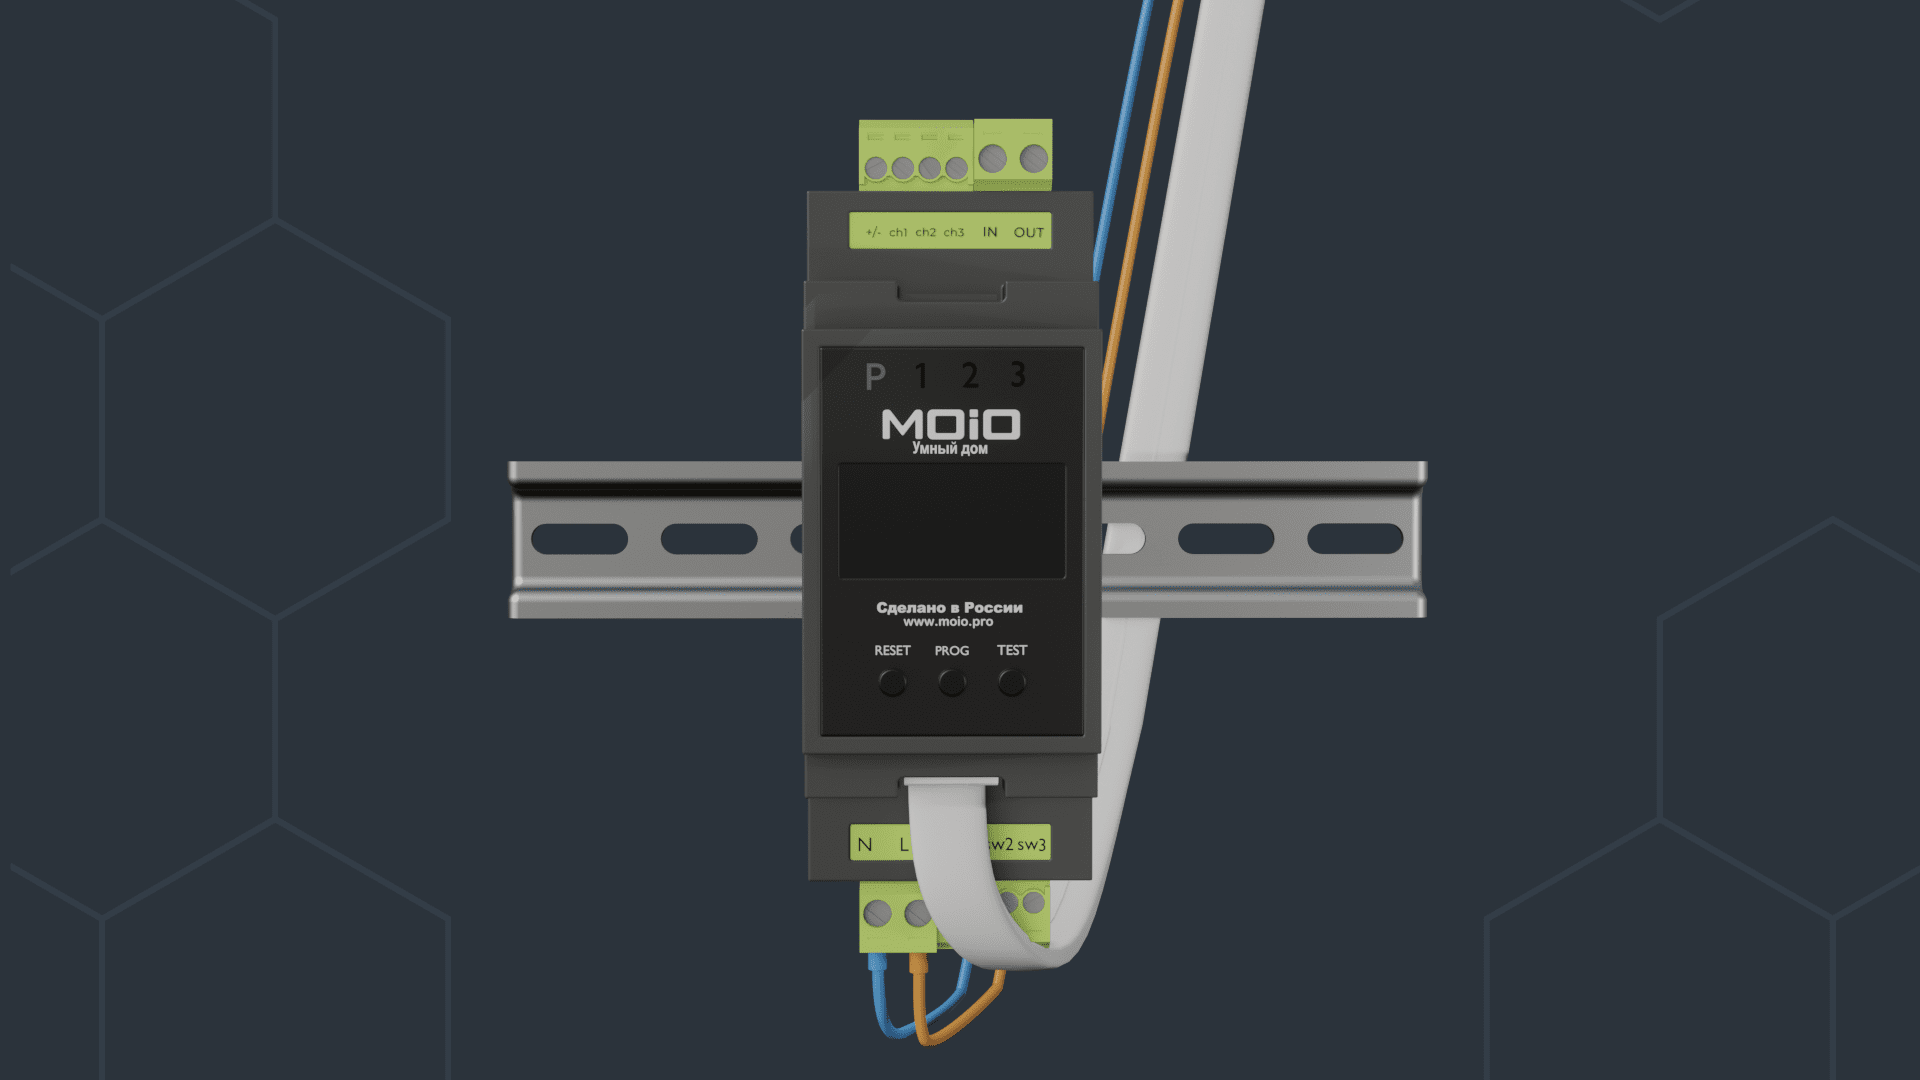 +/- ch1 ch2 ch3 IN OUT
P 1 2 3
MOiO
Умный дом
Сделано в России
www.moio.pro
RESET PROG TEST
N L sw2 sw3